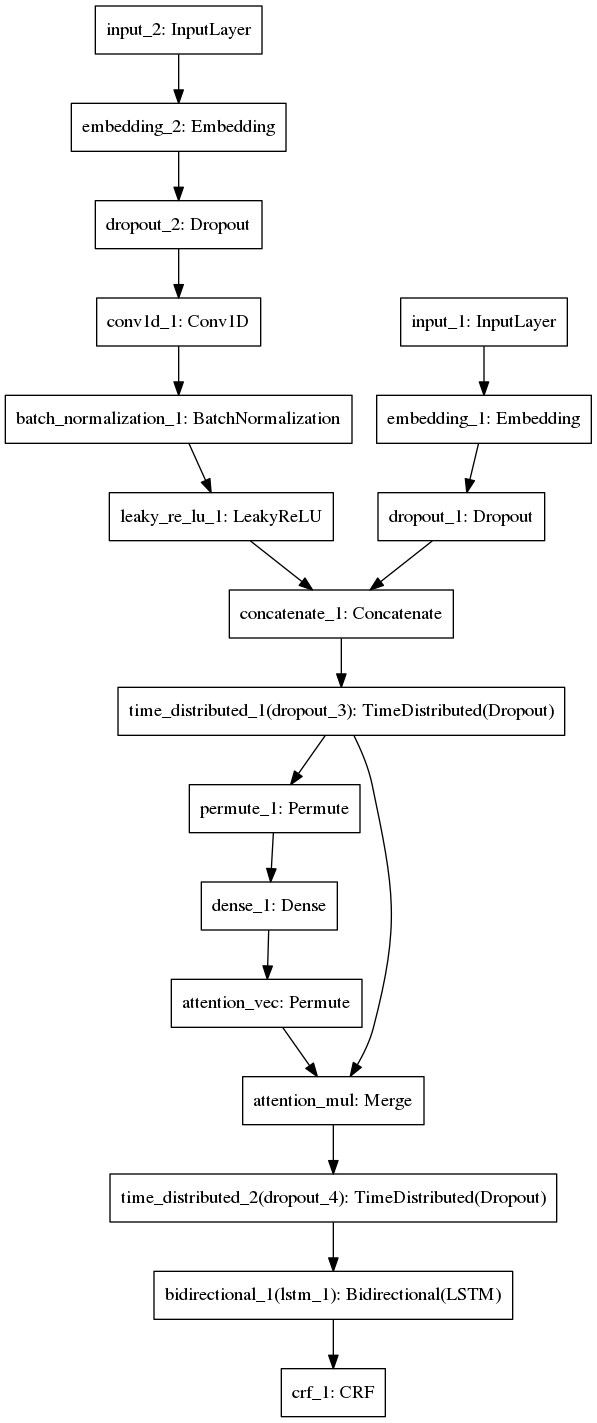 input_2: InputLayer
embedding_2: Embedding
dropout_2: Dropout
conv1d_1: Conv1D
input_1: InputLayer
batch_normalization_1: BatchNormalization
embedding_1: Embedding
leaky_re_lu_1: LeakyReLU
dropout_1: Dropout
concatenate_1: Concatenate
time_distributed_1(dropout_3): TimeDistributed(Dropout)
permute_1: Permute
dense_1: Dense
attention_vec: Permute
attention_mul: Merge
time_distributed_2(dropout_4): TimeDistributed(Dropout)
bidirectional_1(lstm_1): Bidirectional(LSTM)
crf_1: CRF